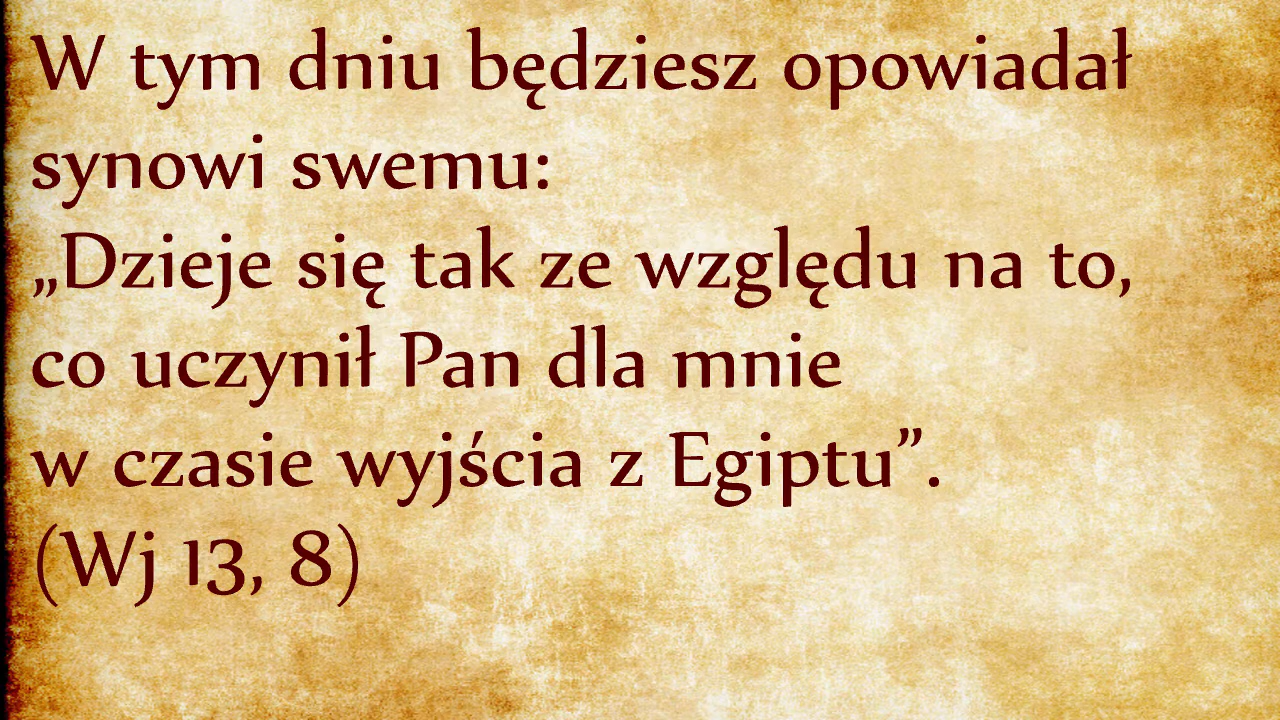 W tym dniu będziesz opowiadał
synowi swemu:
„Dzieje się tak ze względu na to,
co uczynił Pan dla mnie
w czasie wyjścia z Egiptu”.
(Wj 13, 8)